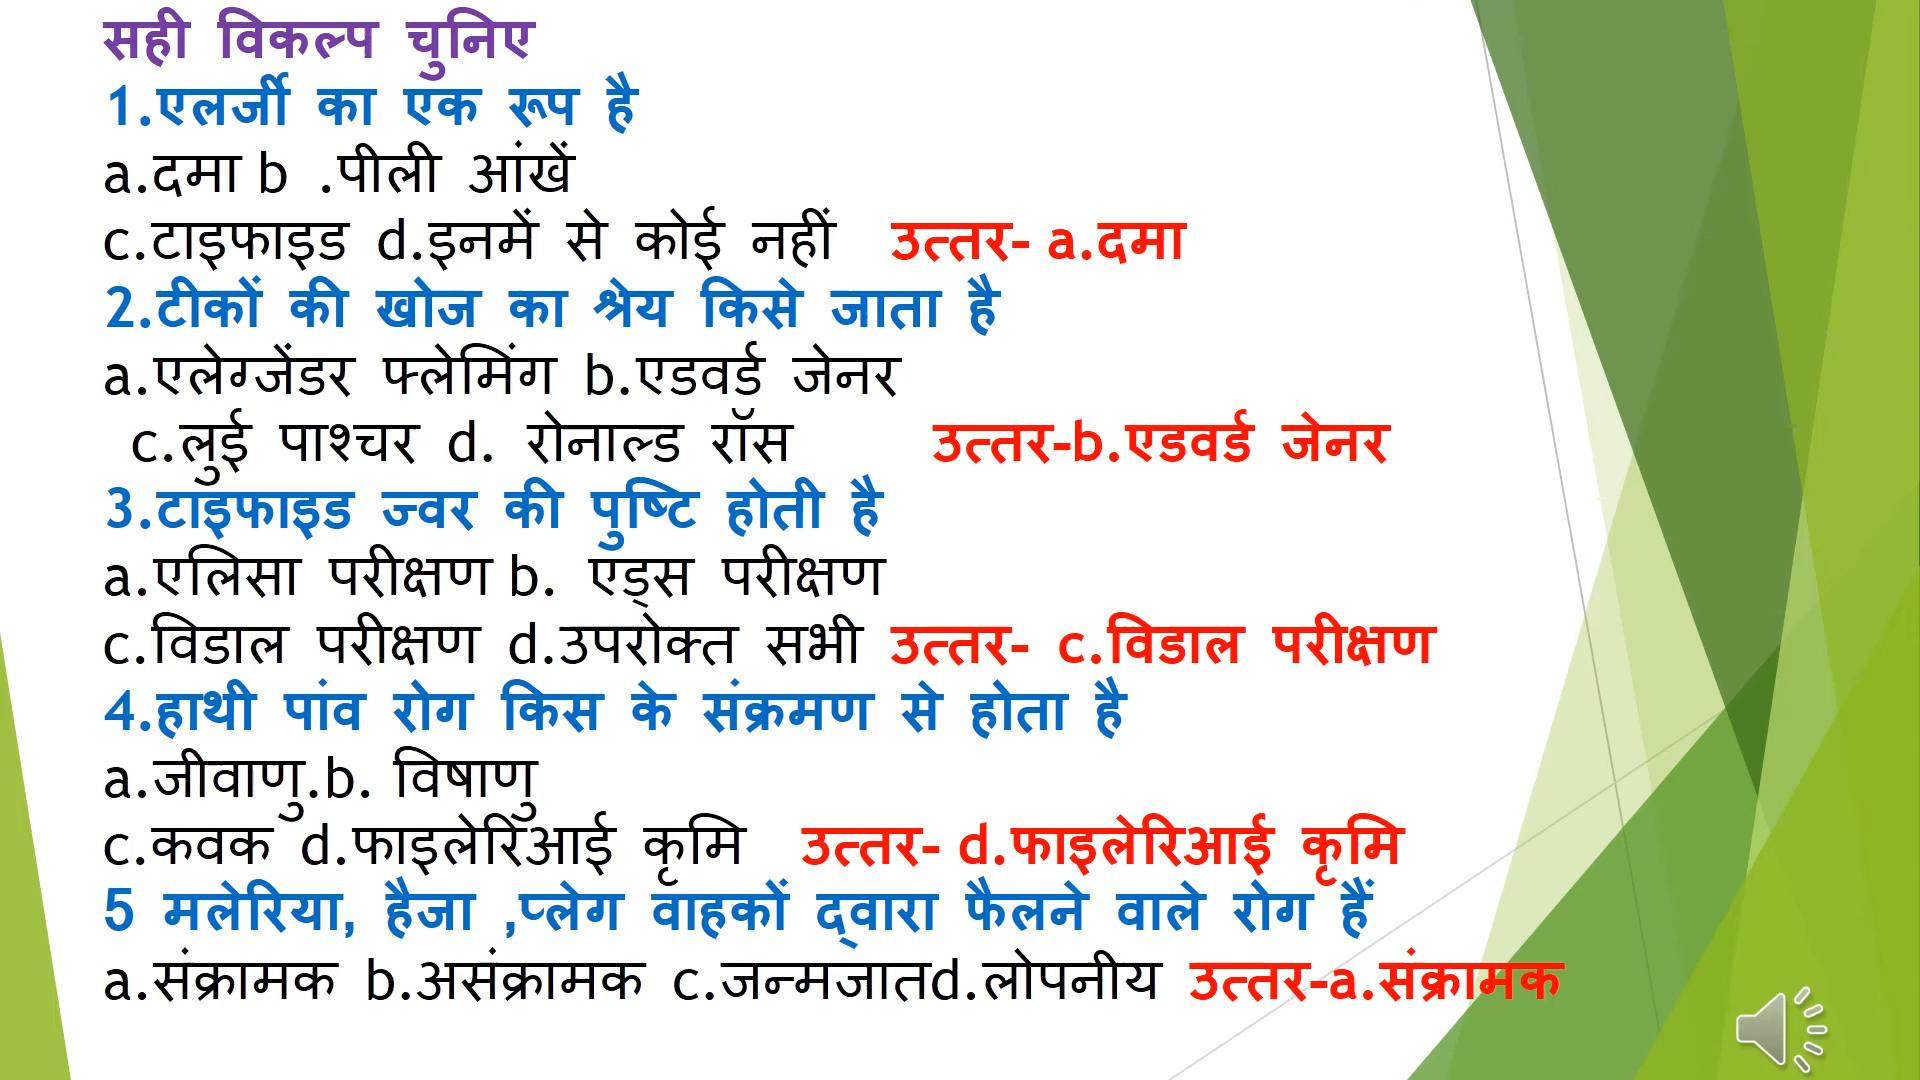 सही विकल्प चुनिए
1.एलर्जी का एक रूप है
a.दमा b .पीली आंखें
c.टाइफाइड d.इनमें से कोई नहीं उत्तर- a.दमा
2.टीकों की खोज का श्रेय किसे जाता है
a.एलेग्जेंडर फ्लेमिंग b.एडवर्ड जेनर
c.लुई पाश्चर d. रोनाल्ड रॉस उत्तर-b.एडवर्ड जेनर
3.टाइफाइड ज्वर की पुष्टि होती है
a.एलिसा परीक्षण b. एड्स परीक्षण
c.विडाल परीक्षण d.उपरोक्त सभी उत्तर- c.विडाल परीक्षण
4.हाथी पांव रोग किस के संक्रमण से होता है
a.जीवाणु.b. विषाणु
c.कवक d.फाइलेरिआई कृमि उत्तर- d.फाइलेरिआई कृमि
5 मलेरिया, हैजा ,प्लेग वाहकों द्वारा फैलने वाले रोग हैं
a.संक्रामक b.असंक्रामक c.जन्मजातd.लोपनीय उत्तर-a.संक्रामक